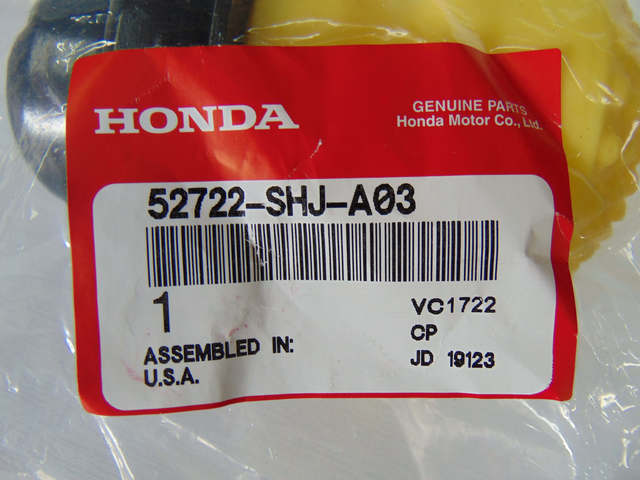 HONDA
GENUINE PARTS
Honda Motor Co., Ltd.
52722-SHJ-A03
1
VC1722
CP
ASSEMBLED IN:
JD 19123
U.S.A.